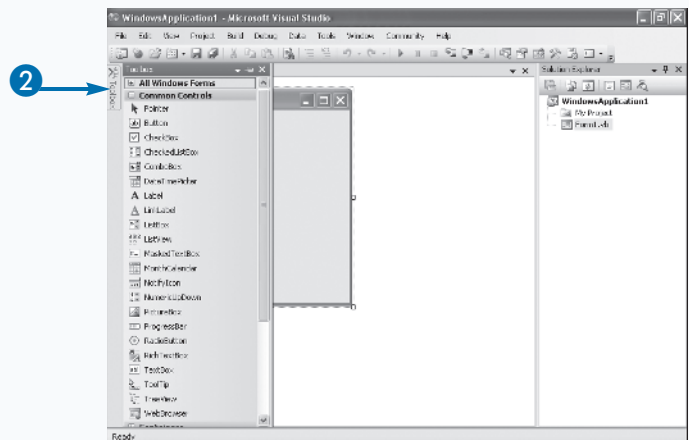 WindowsApplication1 - Microsoft Visual Studio
File Edit View Project Build Debug Data Tools Window Community Help
2
Toolbox
Toolbox
All Windows Forms
Common Controls
Pointer
Button
CheckBox
CheckedListBox
ComboBox
DateTimePicker
Label
LinkLabel
ListBox
ListView
MaskedTextBox
MonthCalendar
NotifyIcon
NumericUpDown
PictureBox
ProgressBar
RadioButton
RichTextBox
TextBox
ToolTip
TreeView
WebBrowser
Containers
Solution Explorer
WindowsApplication1
My Project
Form1.vb
Ready